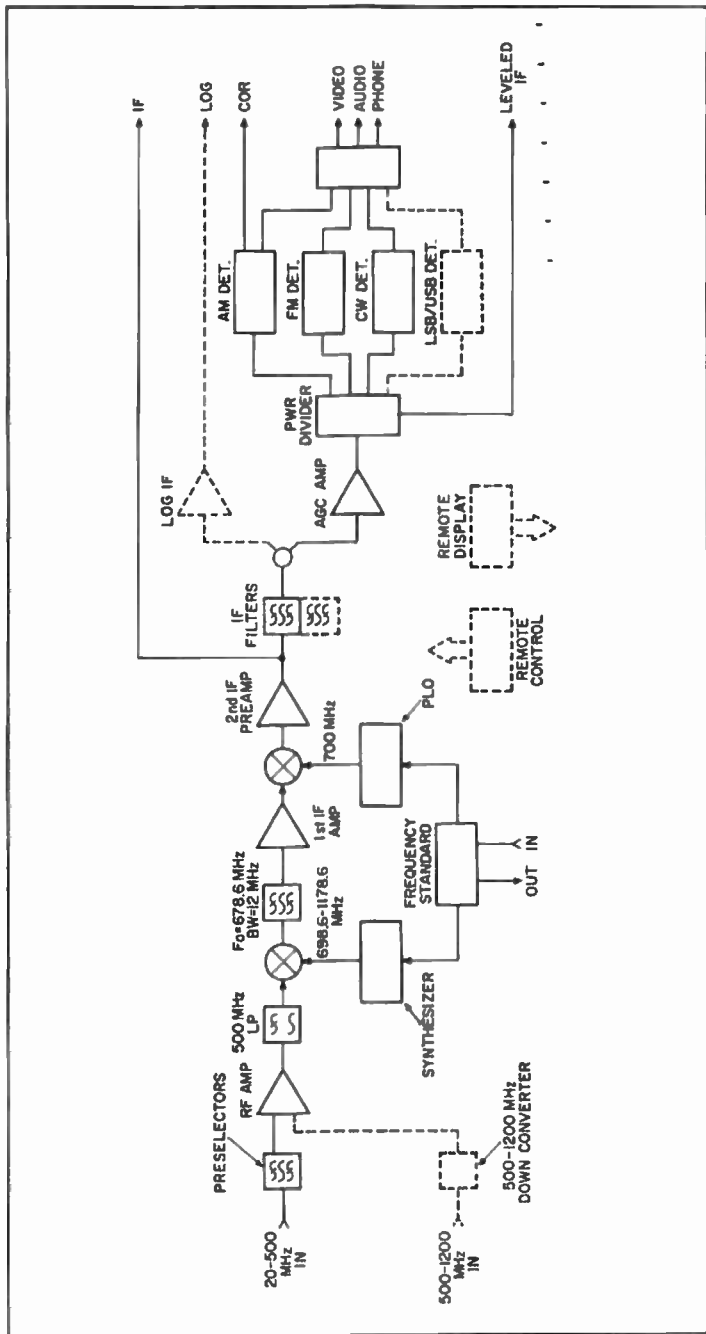 20-500
MHz
IN
PRESELECTORS
RF AMP
500 MHz
LP
Fo=678.6 MHz
BW=12 MHz
698.6-1178.6
MHz
1st IF
AMP
700 MHz
2nd IF
PREAMP
IF
FILTERS
LOG IF
AGC AMP
PWR
DIVIDER
AM DET.
FM DET.
CW DET.
LSB/USB DET.
IF
LOG
COR
VIDEO
AUDIO
PHONE
LEVELED
IF
500-1200
MHz IN
500-1200 MHz
DOWN CONVERTER
SYNTHESIZER
FREQUENCY
STANDARD
OUT IN
PLO
REMOTE
CONTROL
REMOTE
DISPLAY